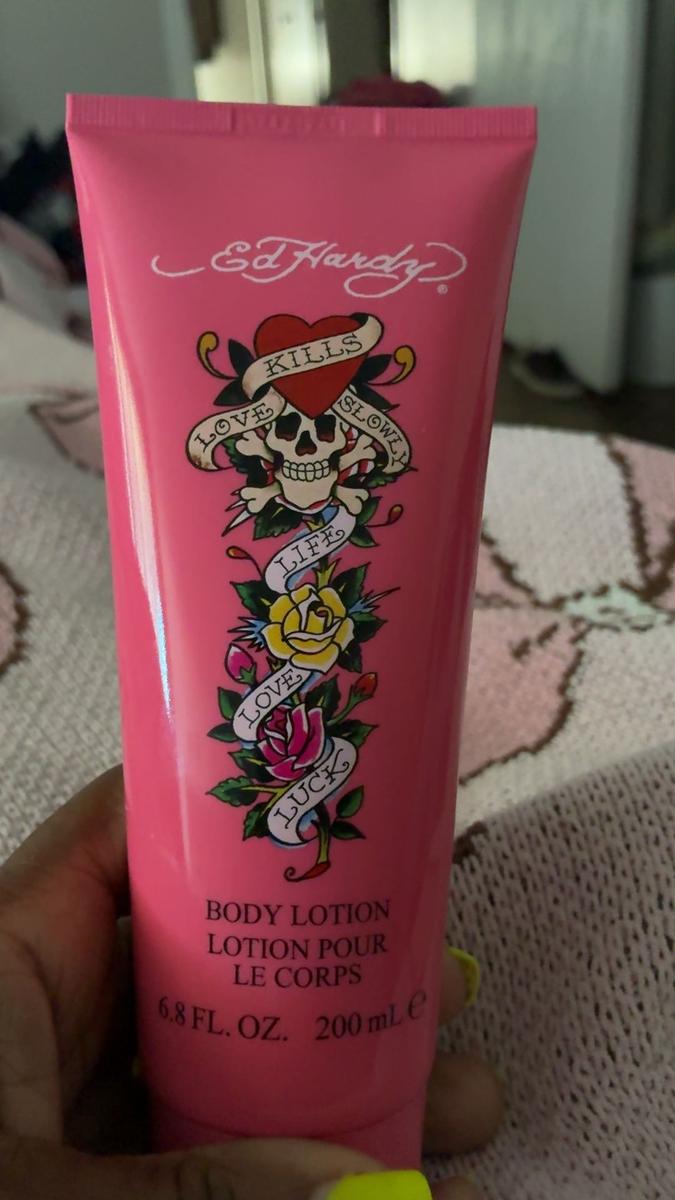 Ed Hardy®
KILLS
LOVE SLOWLY
LIFE
LOVE
LUCK
BODY LOTION
LOTION POUR
LE CORPS
6.8 FL. OZ. 200 mL ℮